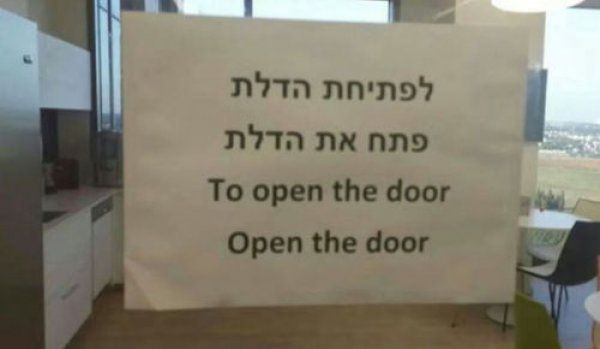 לפתיחת הדלת
פתח את הדלת
To open the door
Open the door